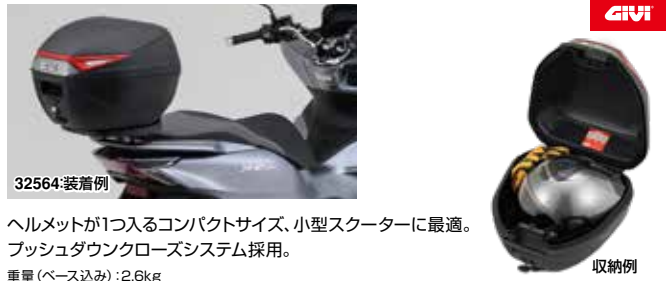 GIVI
32564:装着例
ヘルメットが1つ入るコンパクトサイズ、小型スクーターに最適。
プッシュダウンクローズシステム採用。
重量(ベース込み):2.6kg
収納例